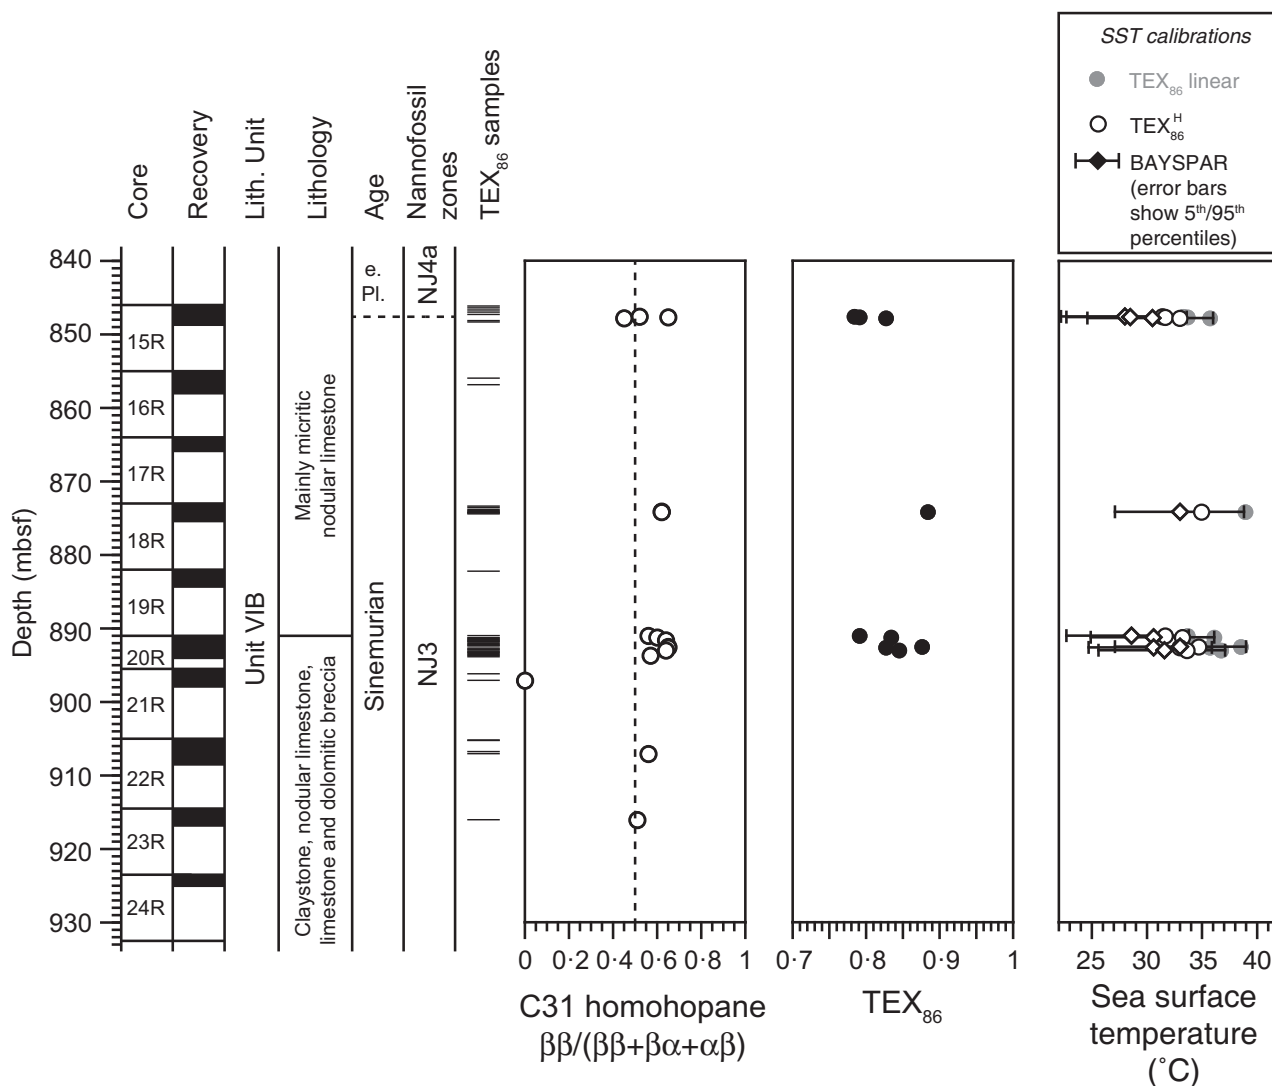 SST calibrations
TEX86 linear
TEX86H
BAYSPAR
(error bars
show 5th/95th
percentiles)
Core
Recovery
Lith. Unit
Lithology
Age
Nannofossil
zones
TEX86 samples
Depth (mbsf)
840
850
860
870
880
890
900
910
920
930
15R
16R
17R
18R
19R
20R
21R
22R
23R
24R
Unit VIB
Mainly micritic
nodular limestone
Claystone, nodular limestone,
limestone and dolomitic breccia
e.
Pl.
Sinemurian
NJ4a
NJ3
0 0·2 0·4 0·6 0·8 1
C31 homohopane
ββ/(ββ+βα+αβ)
0·7 0·8 0·9 1
TEX86
25 30 35 40
Sea surface
temperature
(˚C)